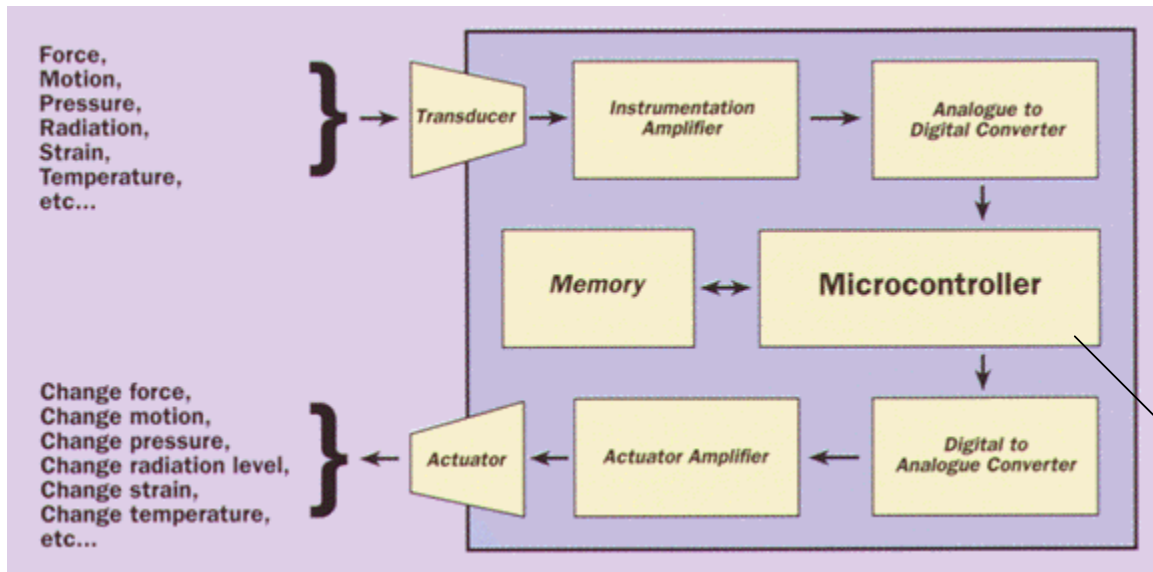 Force,
Motion,
Pressure,
Radiation,
Strain,
Temperature,
etc...
Transducer
Instrumentation
Amplifier
Analogue to
Digital Converter
Memory
Microcontroller
Change force,
Change motion,
Change pressure,
Change radiation level,
Change strain,
Change temperature,
etc...
Actuator
Actuator Amplifier
Digital to
Analogue Converter